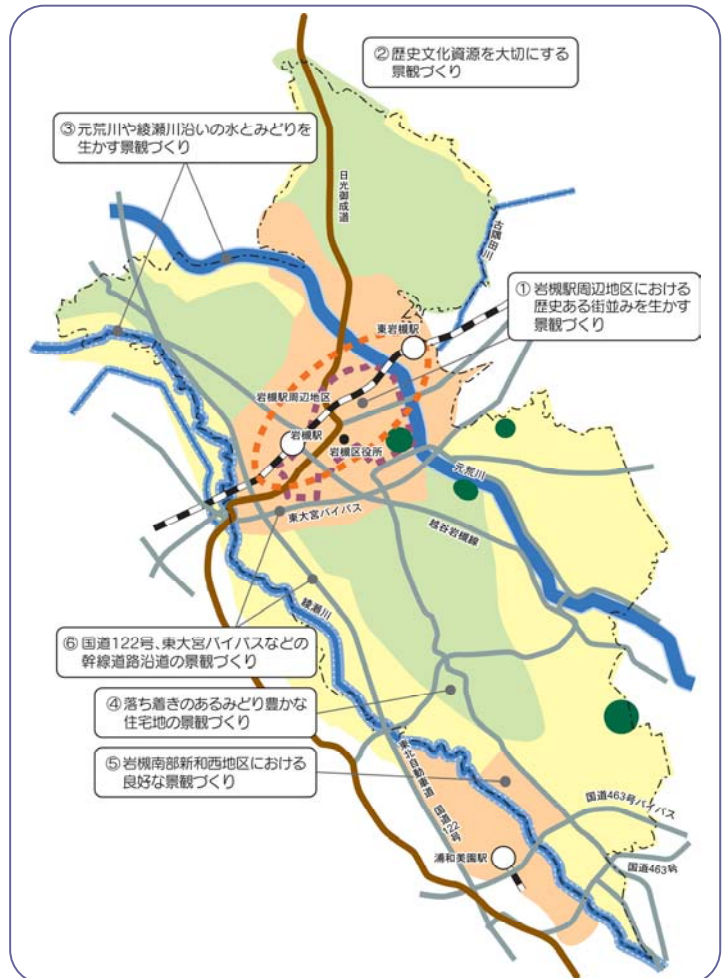 ②歴史文化資源を大切にする
景観づくり
③元荒川や綾瀬川沿いの水とみどりを
生かす景観づくり
日光御成道
古隅田川
①岩槻駅周辺地区における
歴史ある街並みを生かす
景観づくり
東岩槻駅
岩槻駅周辺地区
岩槻駅
岩槻区役所
元荒川
東大宮バイパス
越谷岩槻線
綾瀬川
⑥国道122号、東大宮バイパスなどの
幹線道路沿道の景観づくり
④落ち着きのあるみどり豊かな
住宅地の景観づくり
⑤岩槻南部新和西地区における
良好な景観づくり
東北自動車道
国道122号
国道463号バイパス
浦和美園駅
国道463号